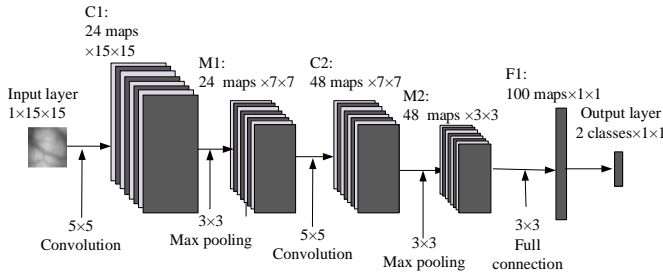 C1:
24 maps
×15×15
Input layer
1×15×15
M1:
24 maps ×7×7
C2:
48 maps ×7×7
M2:
48 maps ×3×3
F1:
100 maps×1×1
Output layer
2 classes×1×1
5×5
Convolution
3×3
Max pooling
5×5
Convolution
3×3
Max pooling
3×3
Full
connection